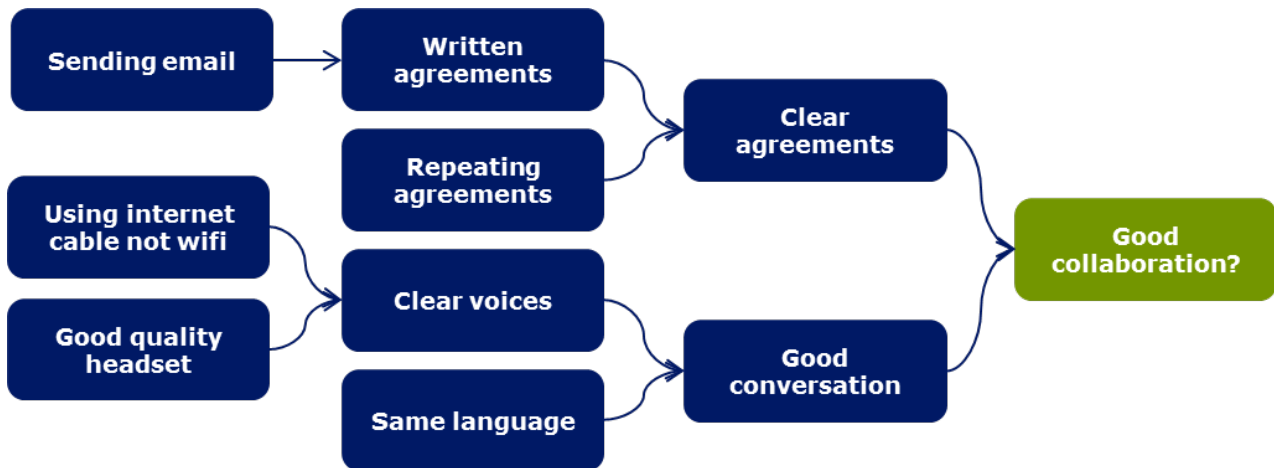 Sending email
Written
agreements
Repeating
agreements
Clear
agreements
Using internet
cable not wifi
Good quality
headset
Clear voices
Same language
Good
conversation
Good
collaboration?